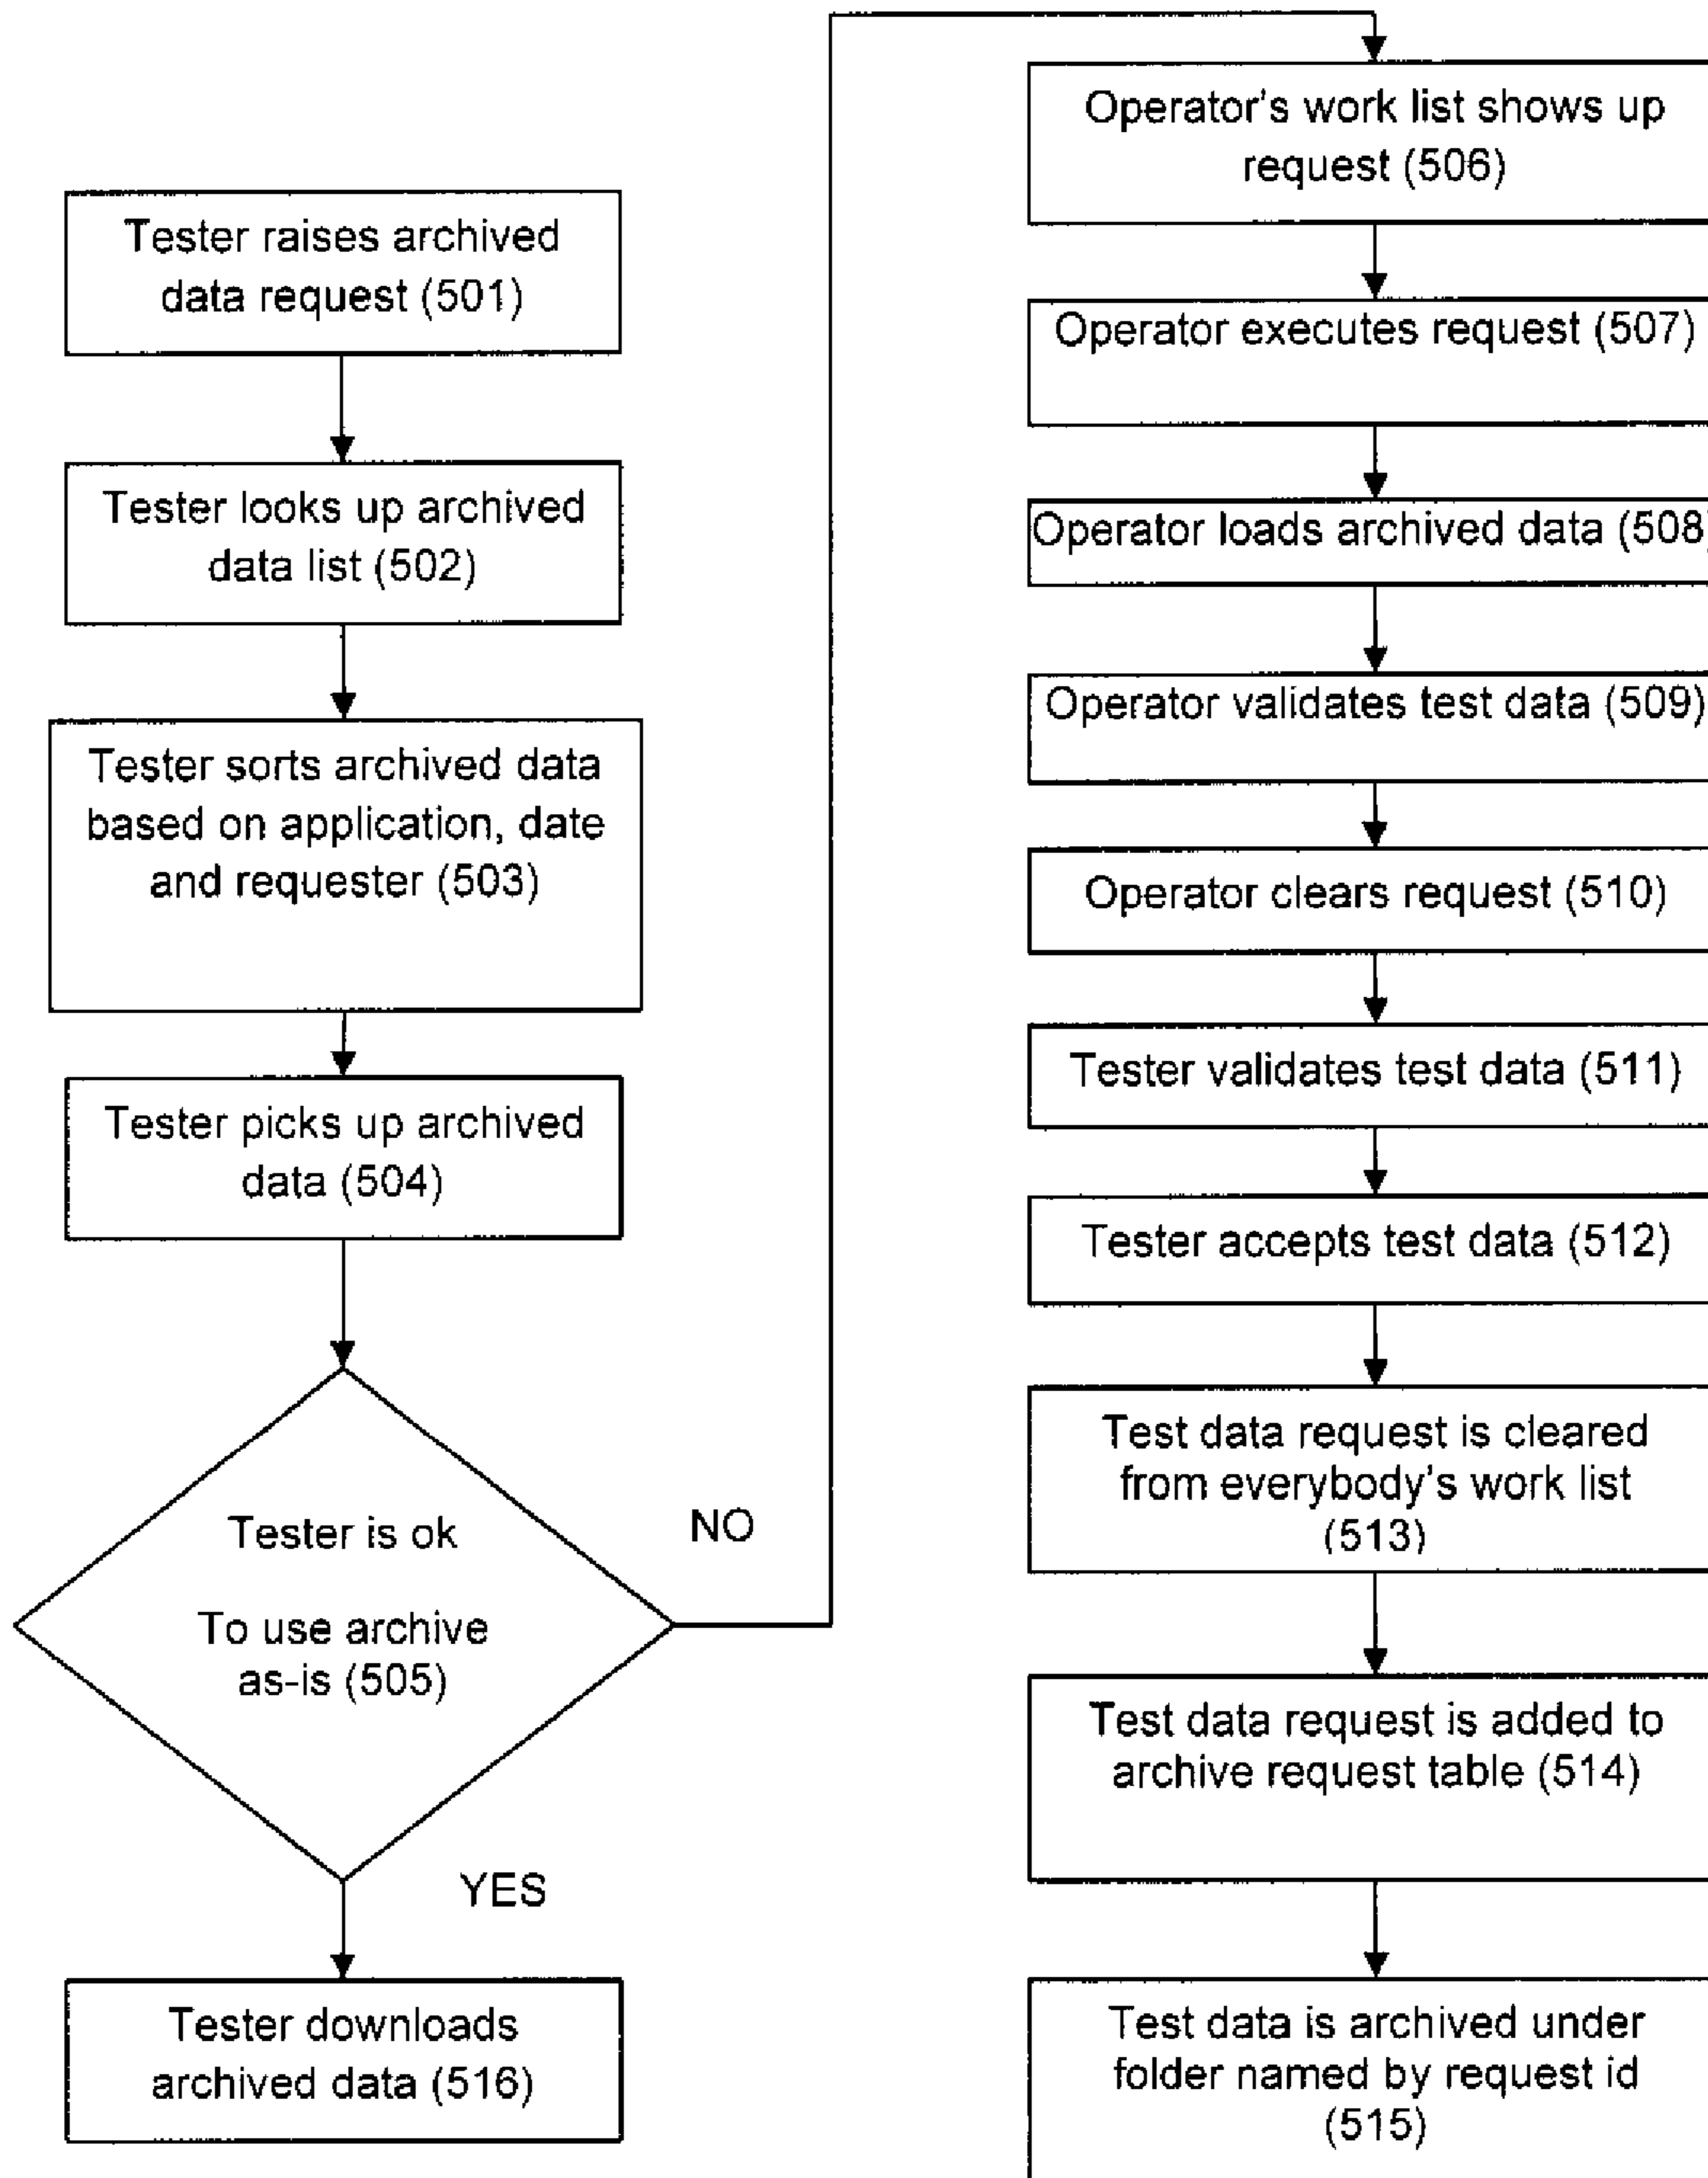 Tester raises archived
data request (501)
Tester looks up archived
data list (502)
Tester sorts archived data
based on application, date
and requester (503)
Tester picks up archived
data (504)
Tester is ok
To use archive
as-is (505)
NO
YES
Tester downloads
archived data (516)
Operator's work list shows up
request (506)
Operator executes request (507)
Operator loads archived data (508)
Operator validates test data (509)
Operator clears request (510)
Tester validates test data (511)
Tester accepts test data (512)
Test data request is cleared
from everybody's work list
(513)
Test data request is added to
archive request table (514)
Test data is archived under
folder named by request id
(515)